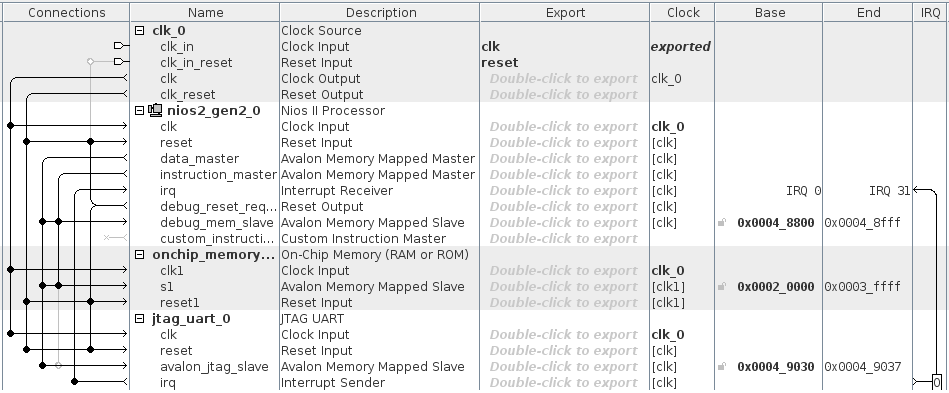 Connections Name Description Export Clock Base End IRQ
clk_0 Clock Source
clk_in Clock Input clk exported
clk_in_reset Reset Input reset
clk Clock Output Double-click to export clk_0
clk_reset Reset Output Double-click to export
nios2_gen2_0 Nios II Processor
clk Clock Input Double-click to export clk_0
reset Reset Input Double-click to export [clk]
data_master Avalon Memory Mapped Master Double-click to export [clk]
instruction_master Avalon Memory Mapped Master Double-click to export [clk]
irq Interrupt Receiver Double-click to export [clk] IRQ 0 IRQ 31
debug_reset_req... Reset Output Double-click to export [clk]
debug_mem_slave Avalon Memory Mapped Slave Double-click to export [clk] 0x0004_8800 0x0004_8fff
custom_instructi... Custom Instruction Master Double-click to export
onchip_memory... On-Chip Memory (RAM or ROM)
clk1 Clock Input Double-click to export clk_0
s1 Avalon Memory Mapped Slave Double-click to export [clk1] 0x0002_0000 0x0003_ffff
reset1 Reset Input Double-click to export [clk1]
jtag_uart_0 JTAG UART
clk Clock Input Double-click to export clk_0
reset Reset Input Double-click to export [clk]
avalon_jtag_slave Avalon Memory Mapped Slave Double-click to export [clk] 0x0004_9030 0x0004_9037
irq Interrupt Sender Double-click to export [clk] 0